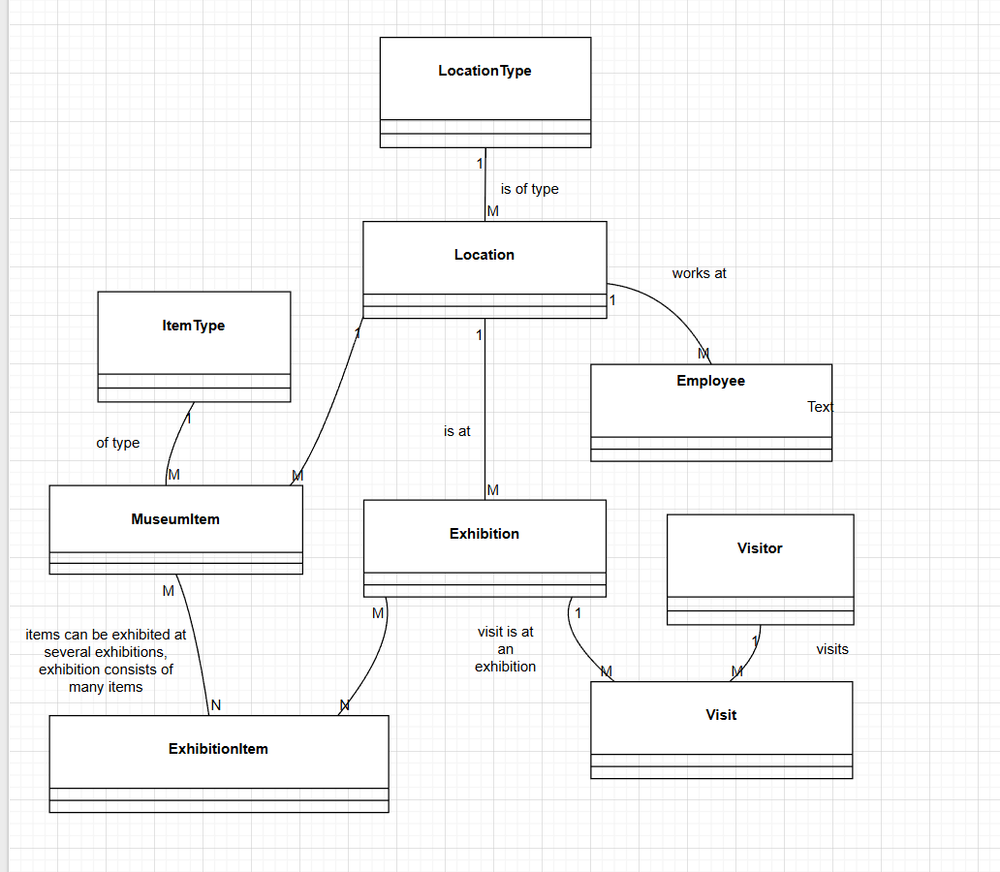 LocationType
1
is of type
M
Location
works at
1
ItemType
1
1
M
Employee
Text
1
is at
of type
M
M
M
MuseumItem
Exhibition
Visitor
M
M
1
visit is at
an
exhibition
1
visits
items can be exhibited at
several exhibitions,
exhibition consists of
many items
M
M
N
N
Visit
ExhibitionItem